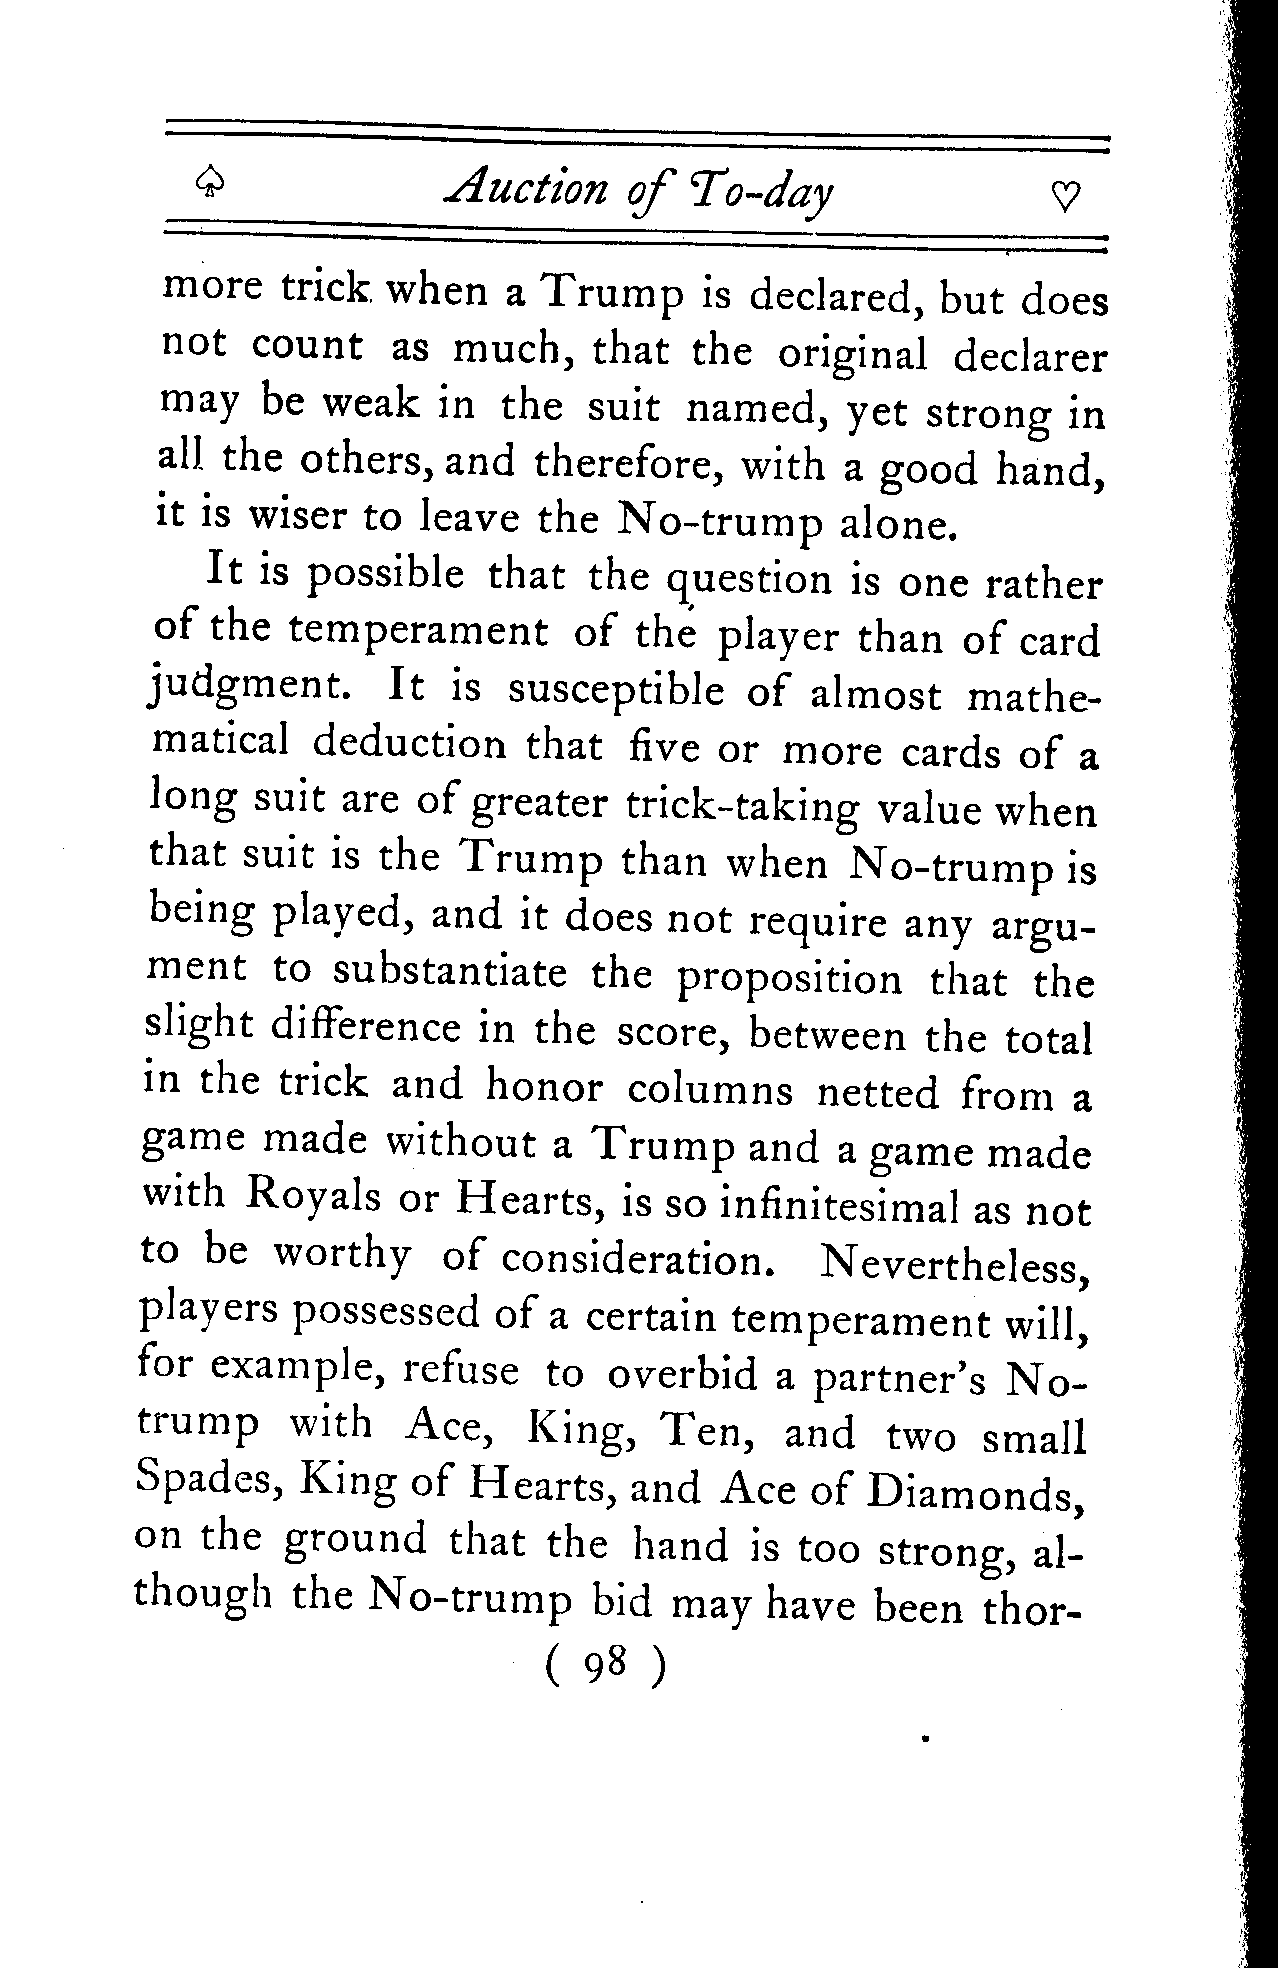 ♤ Auction of To-day ♡
more trick when a Trump is declared, but does
not count as much, that the original declarer
may be weak in the suit named, yet strong in
all the others, and therefore, with a good hand,
it is wiser to leave the No-trump alone.
It is possible that the question is one rather
of the temperament of the player than of card
judgment. It is susceptible of almost mathe-
matical deduction that five or more cards of a
long suit are of greater trick-taking value when
that suit is the Trump than when No-trump is
being played, and it does not require any argu-
ment to substantiate the proposition that the
slight difference in the score, between the total
in the trick and honor columns netted from a
game made without a Trump and a game made
with Royals or Hearts, is so infinitesimal as not
to be worthy of consideration. Nevertheless,
players possessed of a certain temperament will,
for example, refuse to overbid a partner's No-
trump with Ace, King, Ten, and two small
Spades, King of Hearts, and Ace of Diamonds,
on the ground that the hand is too strong, al-
though the No-trump bid may have been thor-
( 98 )